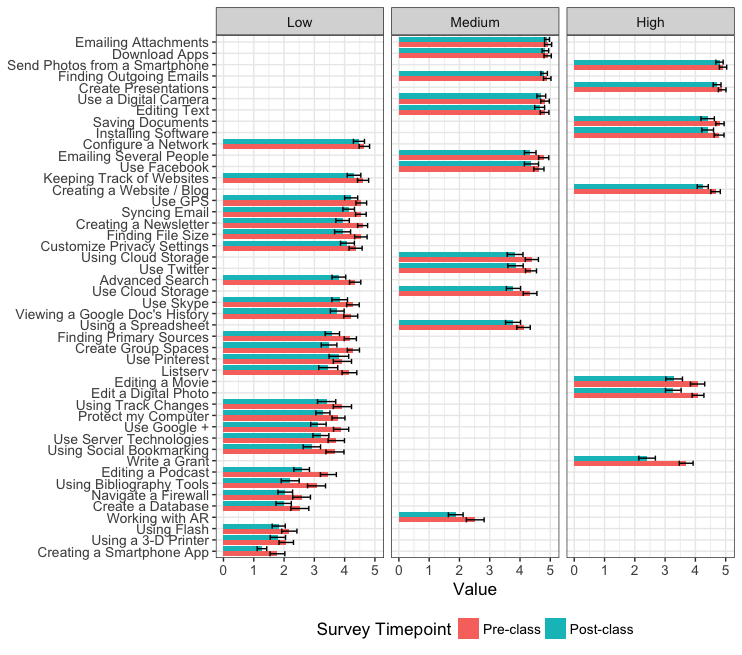 Low Medium High
Emailing Attachments
Download Apps
Send Photos from a Smartphone
Finding Outgoing Emails
Create Presentations
Use a Digital Camera
Editing Text
Saving Documents
Installing Software
Configure a Network
Emailing Several People
Use Facebook
Keeping Track of Websites
Creating a Website / Blog
Use GPS
Syncing Email
Creating a Newsletter
Finding File Size
Customize Privacy Settings
Using Cloud Storage
Use Twitter
Advanced Search
Use Cloud Storage
Use Skype
Viewing a Google Doc's History
Using a Spreadsheet
Finding Primary Sources
Create Group Spaces
Use Pinterest
Listserv
Editing a Movie
Edit a Digital Photo
Using Track Changes
Protect my Computer
Use Google +
Use Server Technologies
Using Social Bookmarking
Write a Grant
Editing a Podcast
Using Bibliography Tools
Navigate a Firewall
Create a Database
Working with AR
Using Flash
Using a 3-D Printer
Creating a Smartphone App
0 1 2 3 4 5 0 1 2 3 4 5 0 1 2 3 4 5
Value
Survey Timepoint Pre-class Post-class